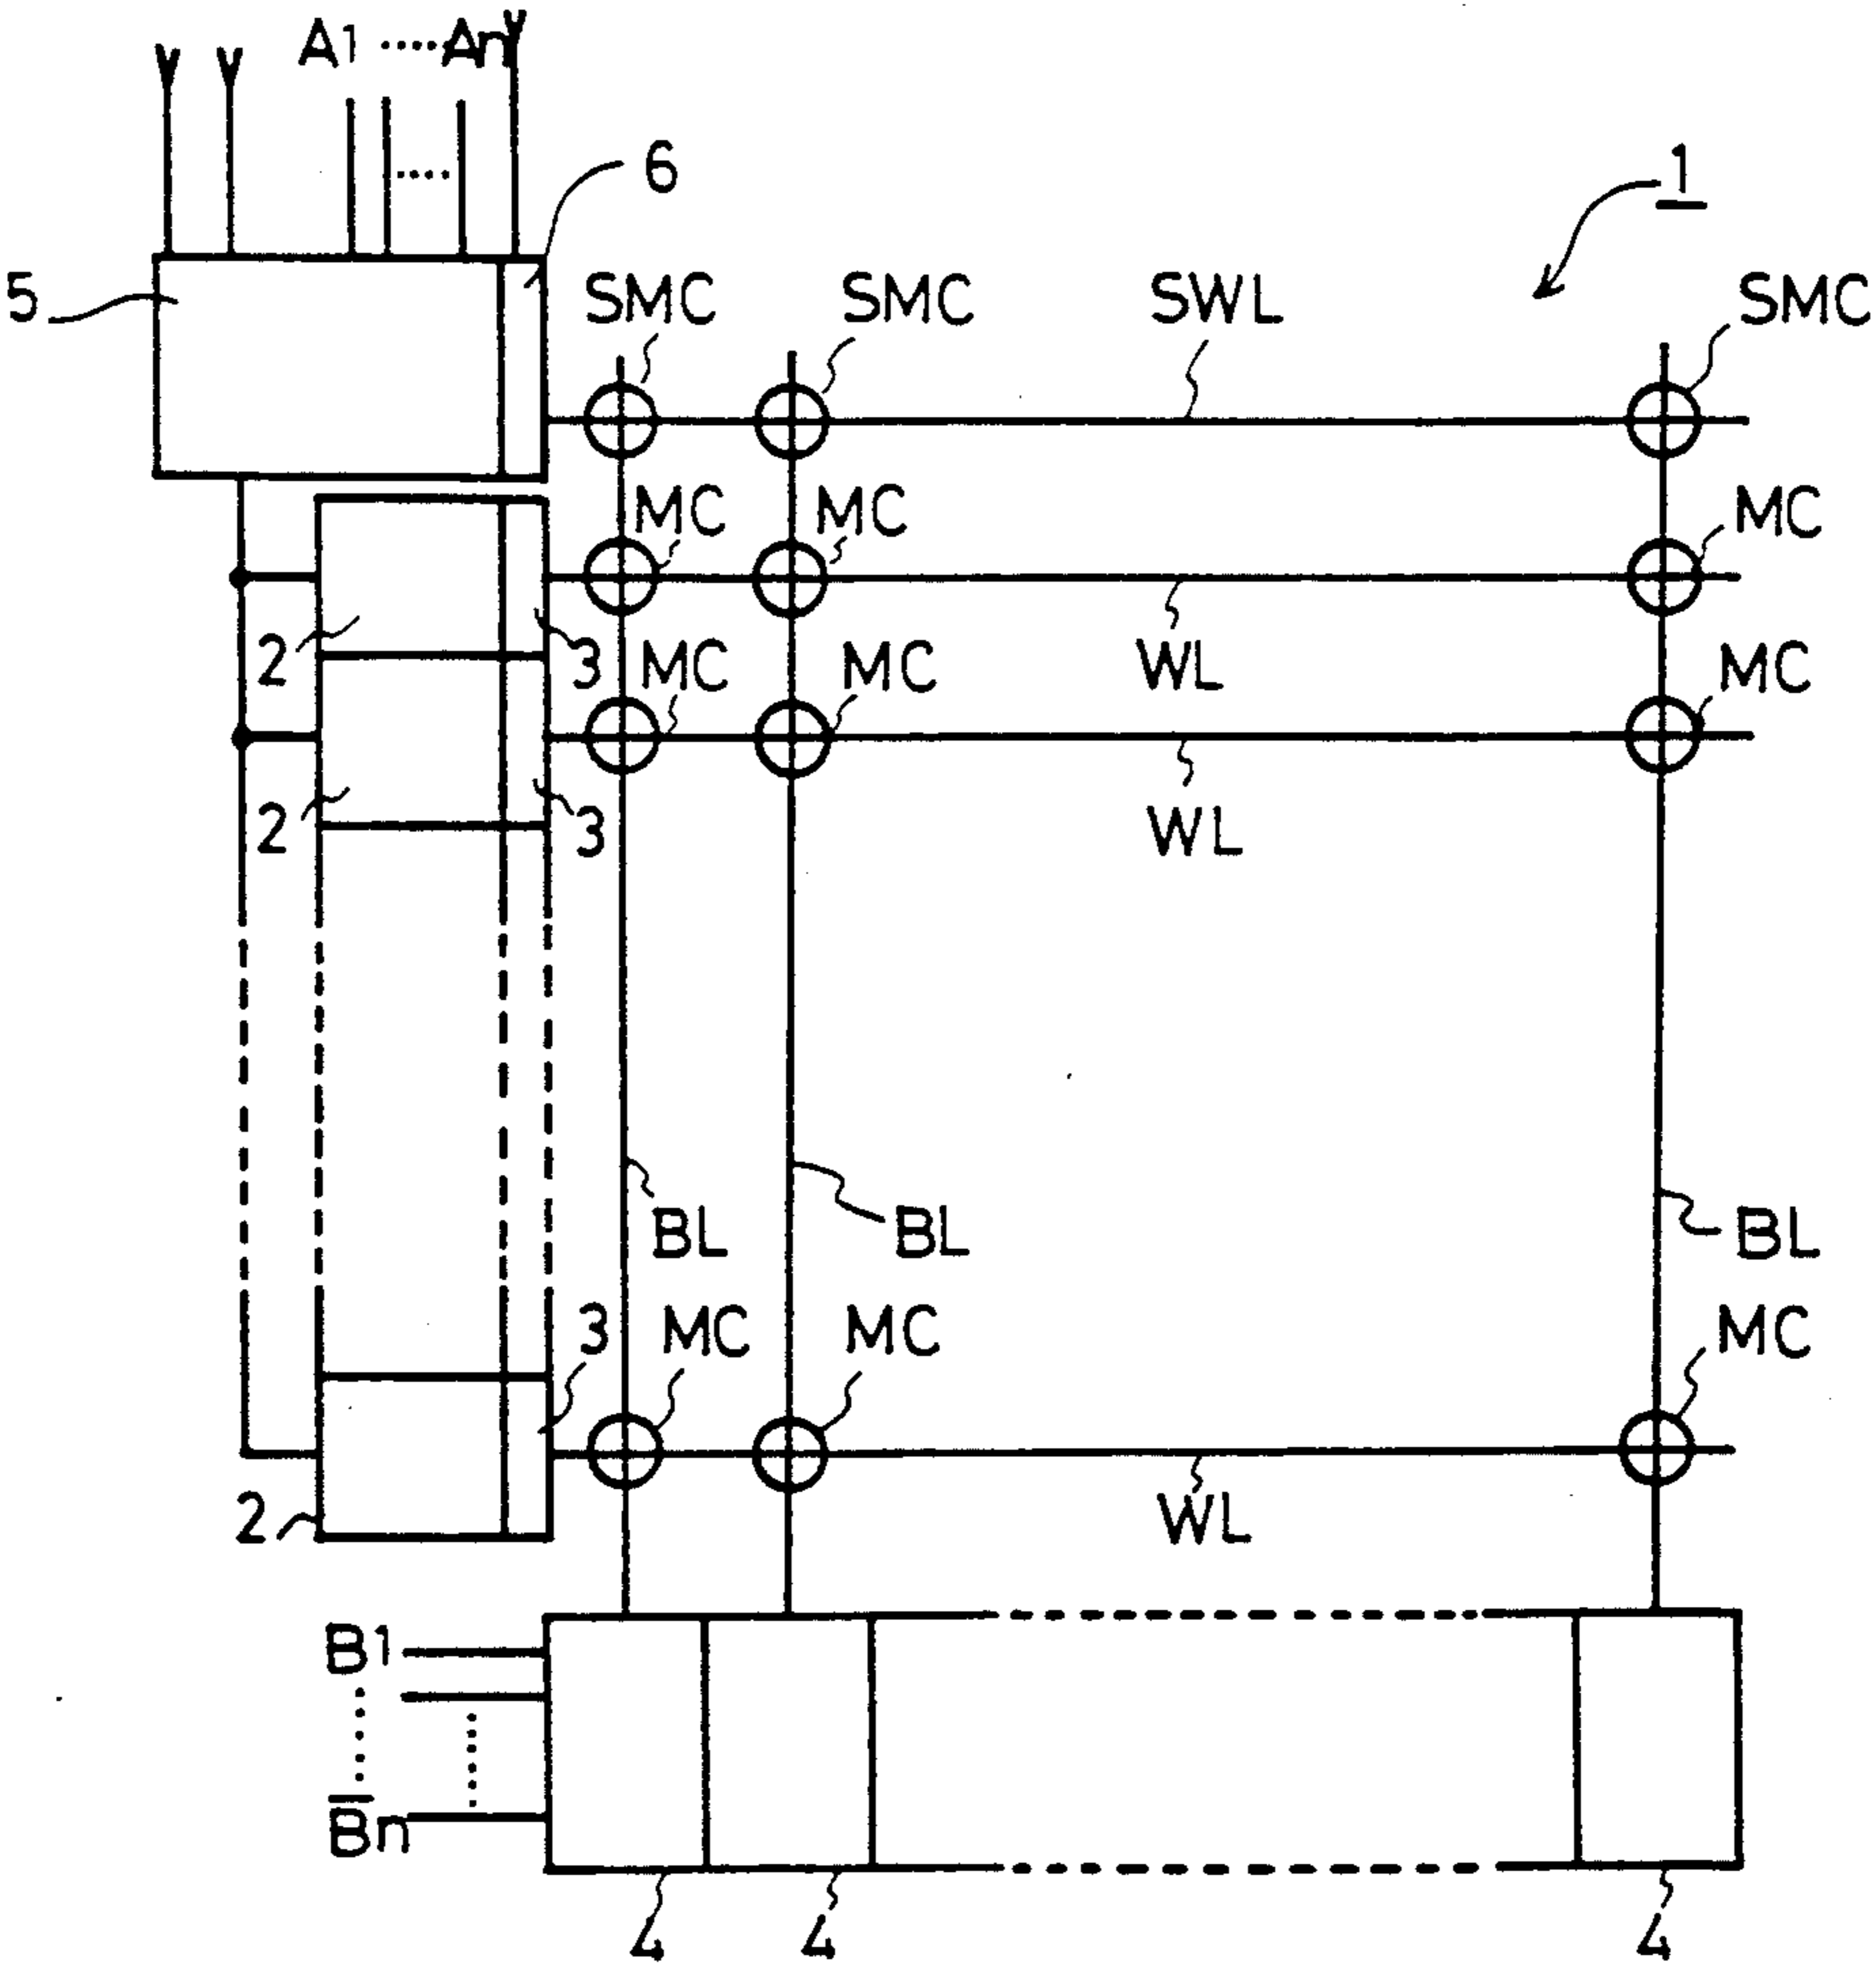 A1 ····· An
6
1
5
SMC SMC SWL SMC
MC MC MC
2 3 MC MC WL MC
2 3 WL
BL BL BL
3 MC MC MC
2 WL
B1
B̅n
4 4 4